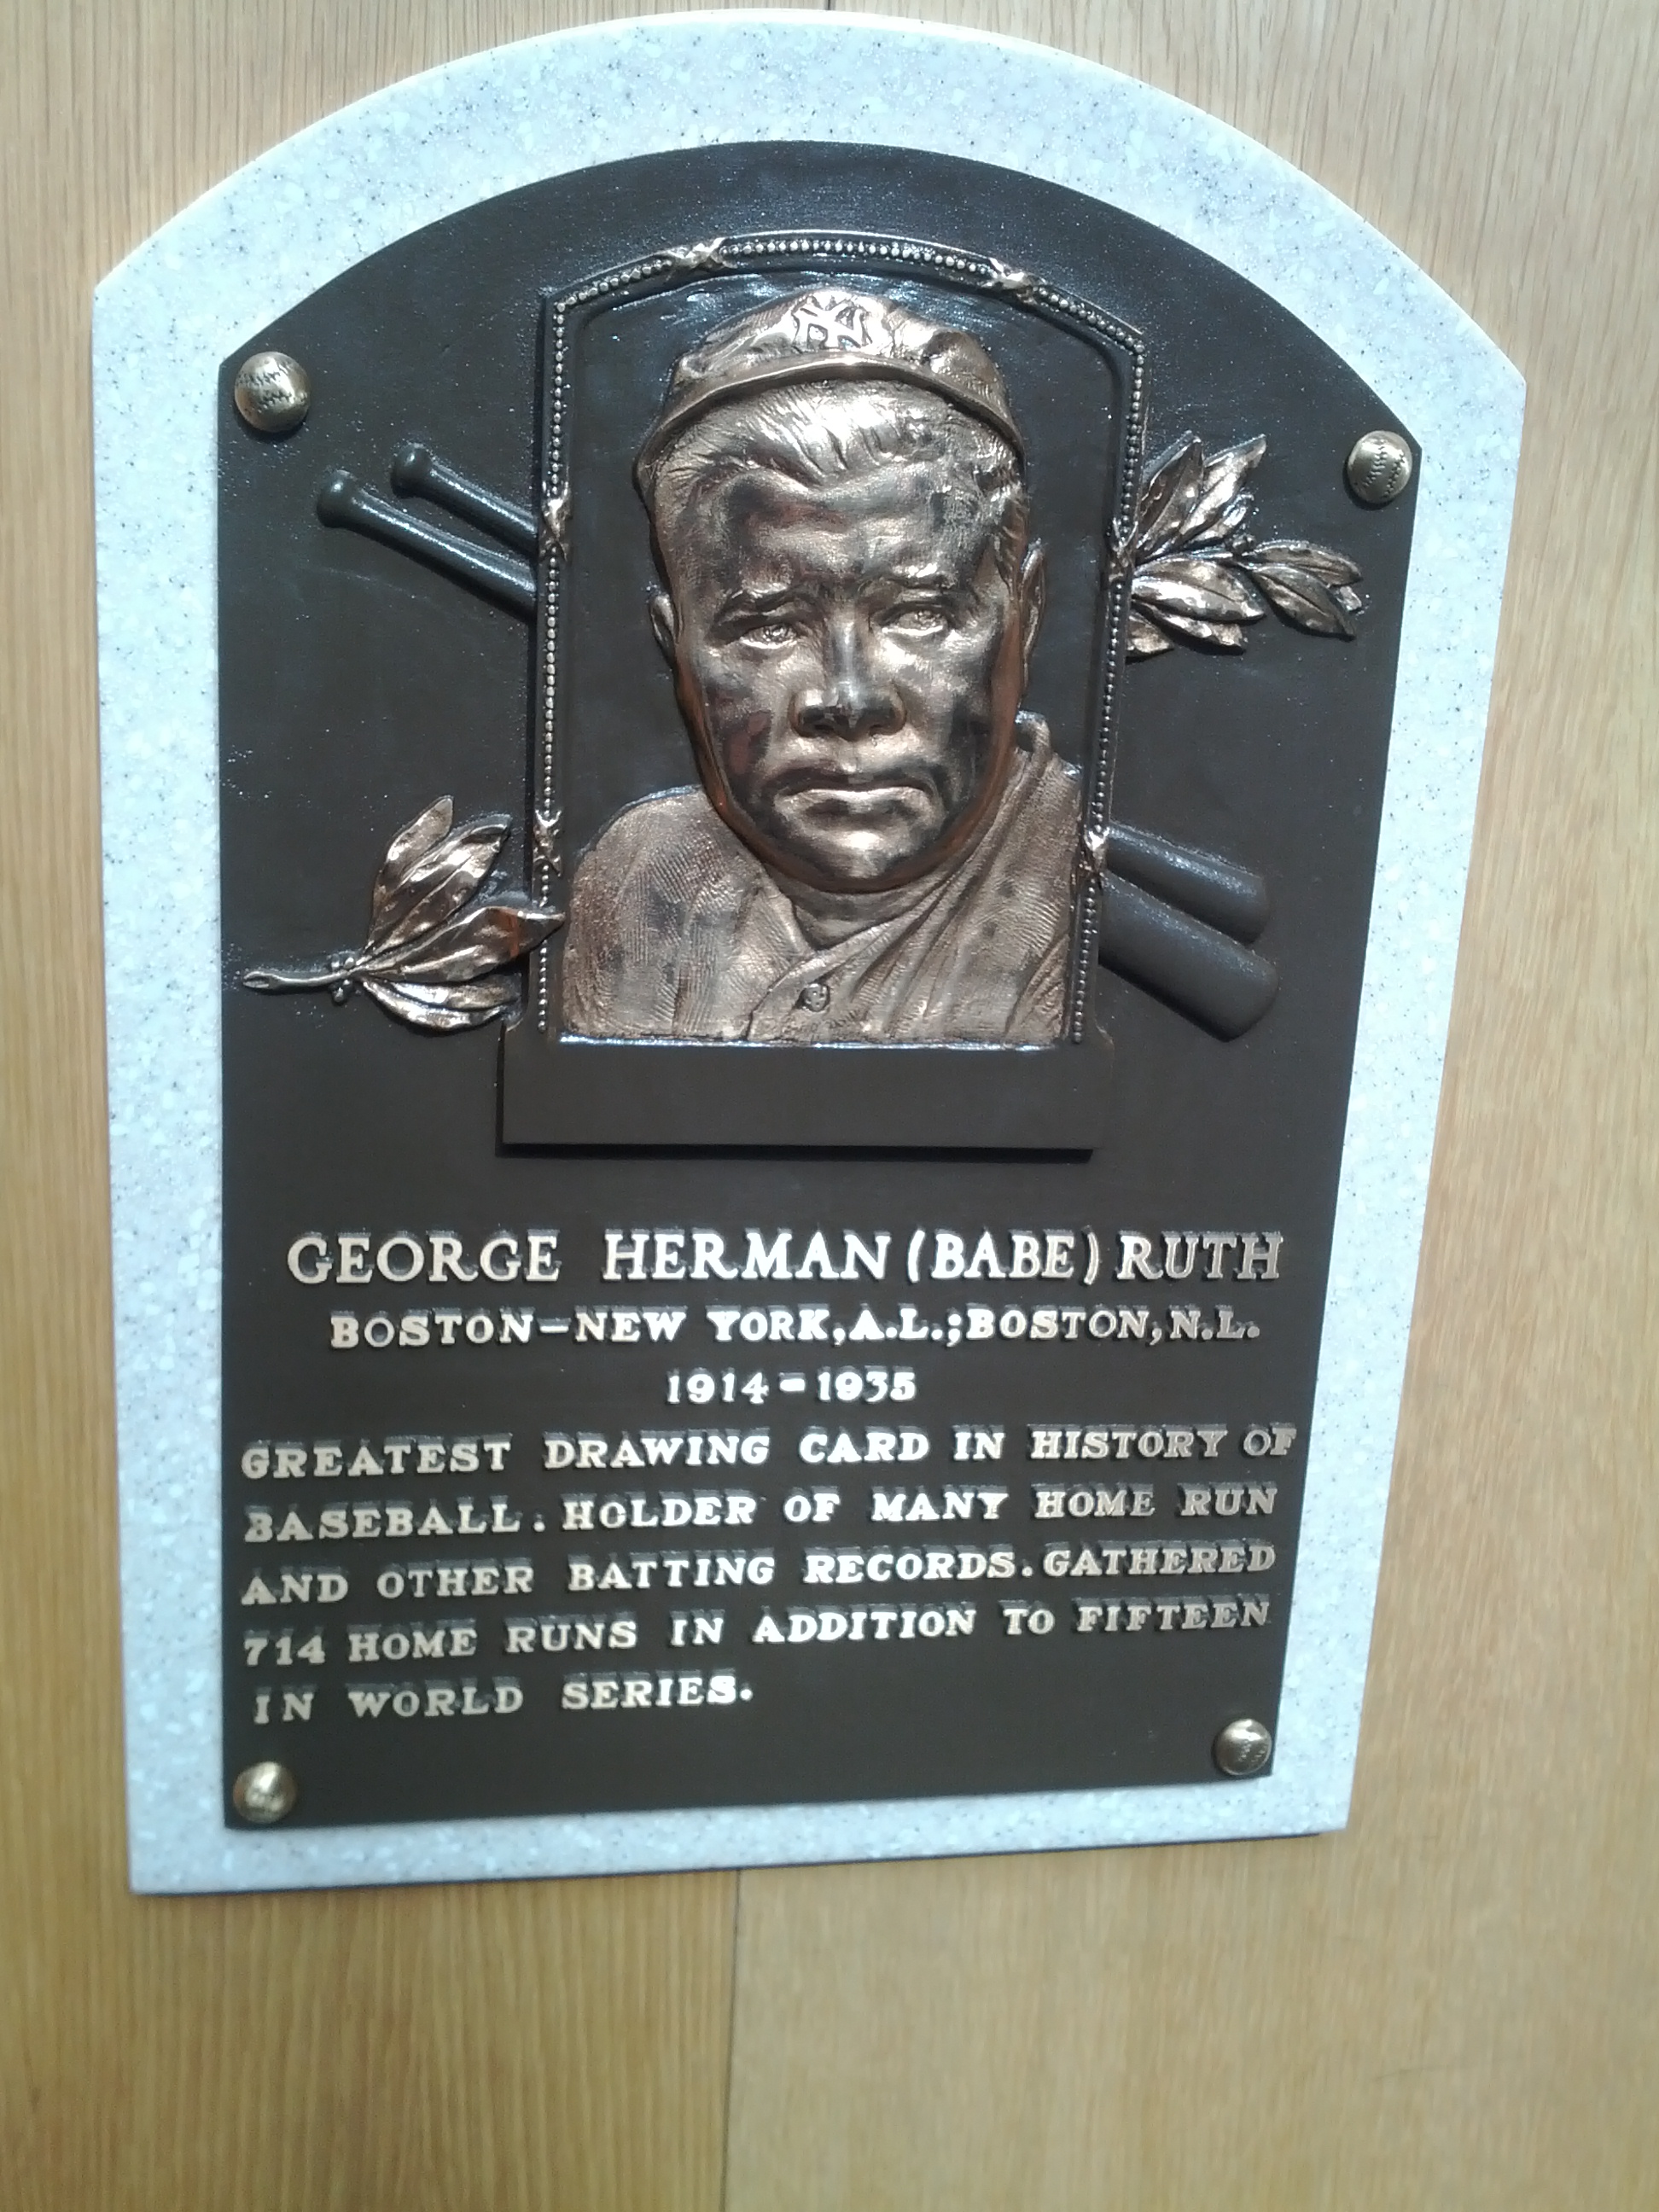 NY
GEORGE HERMAN (BABE) RUTH
BOSTON-NEW YORK, A.L.; BOSTON, N.L.
1914-1935
GREATEST DRAWING CARD IN HISTORY OF
BASEBALL. HOLDER OF MANY HOME RUN
AND OTHER BATTING RECORDS. GATHERED
714 HOME RUNS IN ADDITION TO FIFTEEN
IN WORLD SERIES.